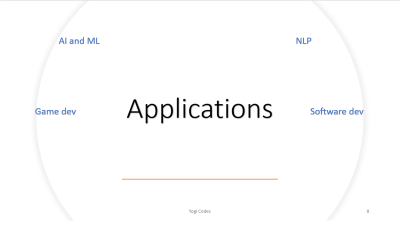 AI and ML
NLP
Game dev
Applications
Software dev
Yogi Codes
8